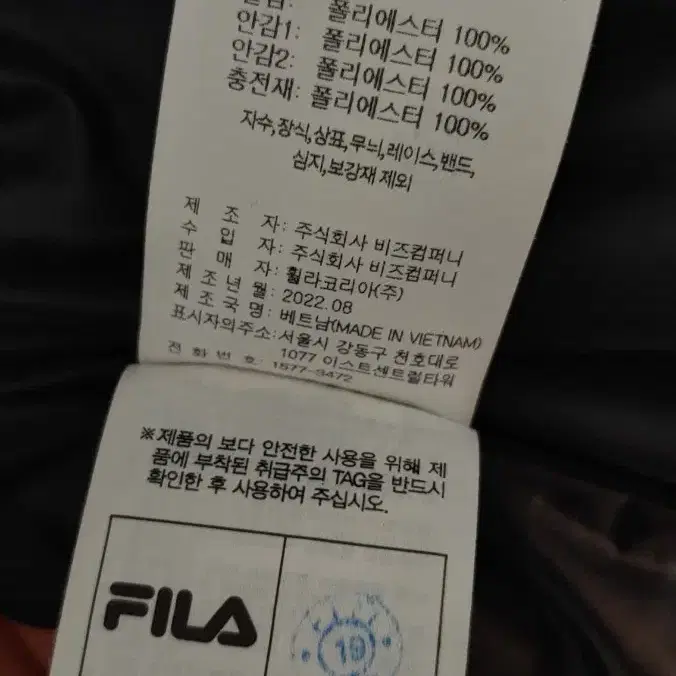 폴리에스터 100%
안감1: 폴리에스터 100%
안감2: 폴리에스터 100%
충전재: 폴리에스터 100%
자수,장식,상표,무늬,레이스,밴드,
심지,보강재 제외
제 조 자: 주식회사 비즈컴퍼니
수 입 자: 주식회사 비즈컴퍼니
판 매 자: 휠라코리아(주)
제 조 년 월: 2022.08
제 조 국 명: 베트남(MADE IN VIETNAM)
표시자의주소: 서울시 강동구 천호대로
1077 이스트센트럴타워
전 화 번 호: 1577-3472
※제품의 보다 안전한 사용을 위해 제
품에 부착된 취급주의 TAG을 반드시
확인한 후 사용하여 주십시오.
FILA
19